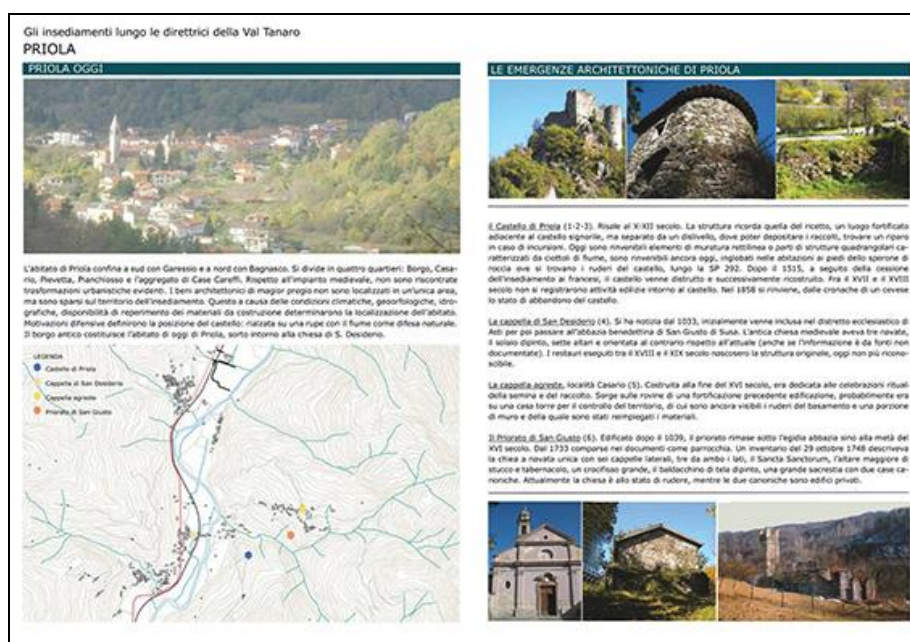 Gli insediamenti lungo le direttrici della Val Tanaro
PRIOLA
PRIOLA OGGI
L'abitato di Priola confina a sud con Garessio e a nord con Bagnasco. Si divide in quattro quartieri: Borgo, Casa-
rio, Pievetta, Pianchiosso e l'aggregato di Case Careffi. Rispetto all'impianto medievale, non sono riscontrate
trasformazioni urbanistiche evidenti. I beni architettonici di maggior pregio non sono localizzati in un'unica area,
ma sono sparsi sul territorio dell'insediamento. Questo a causa delle condizioni climatiche, geomorfologiche, idro-
grafiche, disponibilità di reperimento dei materiali da costruzione determinarono la localizzazione dell'abitato.
Motivazioni difensive definirono la posizione del castello: rialzata su una rupe con il fiume come difesa naturale.
Il borgo antico costituisce l'abitato di oggi di Priola, sorto intorno alla chiesa di S. Desiderio.
LEGENDA
Castello di Priola
Cappella di San Desiderio
Cappella agreste
Priorato di San Giusto
LE EMERGENZE ARCHITETTONICHE DI PRIOLA
Il Castello di Priola (1-2-3). Risale al X-XII secolo. La struttura ricorda quella del ricetto, un luogo fortificato
adiacente al castello signorile, ma separato da un dislivello, dove poter depositare i raccolti, trovare un riparo
in caso di incursioni. Oggi sono rinvenibili elementi di muratura rettilinea o parti di strutture quadrangolari ca-
ratterizzati da ciottoli di fiume, sono rinvenibili ancora oggi, inglobati nelle abitazioni ai piedi dello sperone di
roccia ove si trovano i ruderi del castello, lungo la SP 292. Dopo il 1515, a seguito della cessione
dell'insediamento ai francesi, il castello venne distrutto e successivamente ricostruito. Fra il XVII e il XVIII
secolo non si registrarono attività edilizie intorno al castello. Nel 1858 si rinviene, dalle cronache di un cevese
lo stato di abbandono del castello.
La cappella di San Desiderio (4). Si ha notizia dal 1033, inizialmente venne inclusa nel distretto ecclesiastico di
Asti per poi passare all'abbazia benedettina di San Giusto di Susa. L'antica chiesa medievale aveva tre navate,
il solaio dipinto, sette altari e orientata al contrario rispetto all'attuale (anche se l'informazione è da fonti non
documentate). I restauri eseguiti tra il XVIII e il XIX secolo nascosero la struttura originale, oggi non più ricono-
scibile.
La cappella agreste, località Casario (5). Costruita alla fine del XVI secolo, era dedicata alle celebrazioni rituali
della semina e del raccolto. Sorge sulle rovine di una fortificazione precedente edificazione, probabilmente era
su una casa torre per il controllo del territorio, di cui sono ancora visibili i ruderi del basamento e una porzione
di muro e della quale sono stati reimpiegati i materiali.
Il Priorato di San Giusto (6). Edificato dopo il 1039, il priorato rimase sotto l'egidia abbazia sino alla metà del
XVI secolo. Dal 1733 comparse nei documenti come parrocchia. Un inventario del 29 ottobre 1748 descriveva
la chiesa a navata unica con sei cappelle laterali, tre da ambo i lati, il Sancta Sanctorum, l'altare maggiore di
stucco e tabernacolo, un crocifisso grande, il baldacchino di tela dipinto, una grande sacrestia con due case ca-
noniche. Attualmente la chiesa è allo stato di rudere, mentre le due canoniche sono edifici privati.